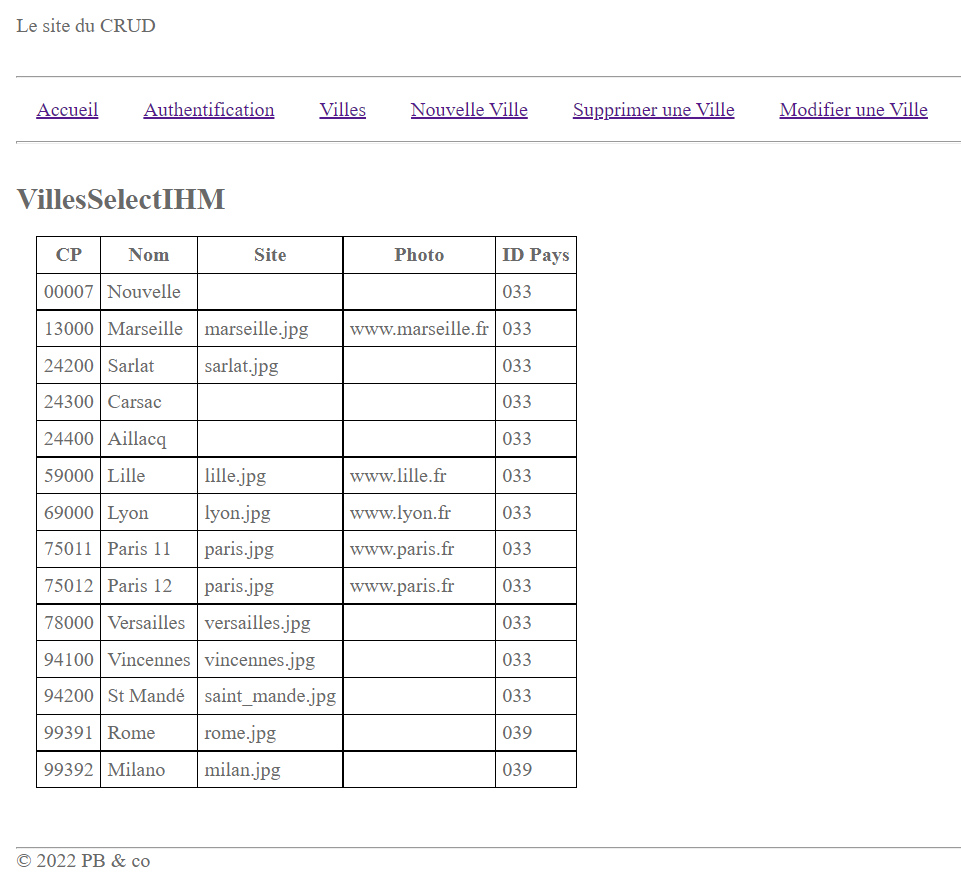 Le site du CRUD
Accueil Authentification Villes Nouvelle Ville Supprimer une Ville Modifier une Ville
VillesSelectIHM
CP Nom Site Photo ID Pays
00007 Nouvelle 033
13000 Marseille marseille.jpg www.marseille.fr 033
24200 Sarlat sarlat.jpg 033
24300 Carsac 033
24400 Aillacq 033
59000 Lille lille.jpg www.lille.fr 033
69000 Lyon lyon.jpg www.lyon.fr 033
75011 Paris 11 paris.jpg www.paris.fr 033
75012 Paris 12 paris.jpg www.paris.fr 033
78000 Versailles versailles.jpg 033
94100 Vincennes vincennes.jpg 033
94200 St Mandé saint_mande.jpg 033
99391 Rome rome.jpg 039
99392 Milano milan.jpg 039
© 2022 PB & co